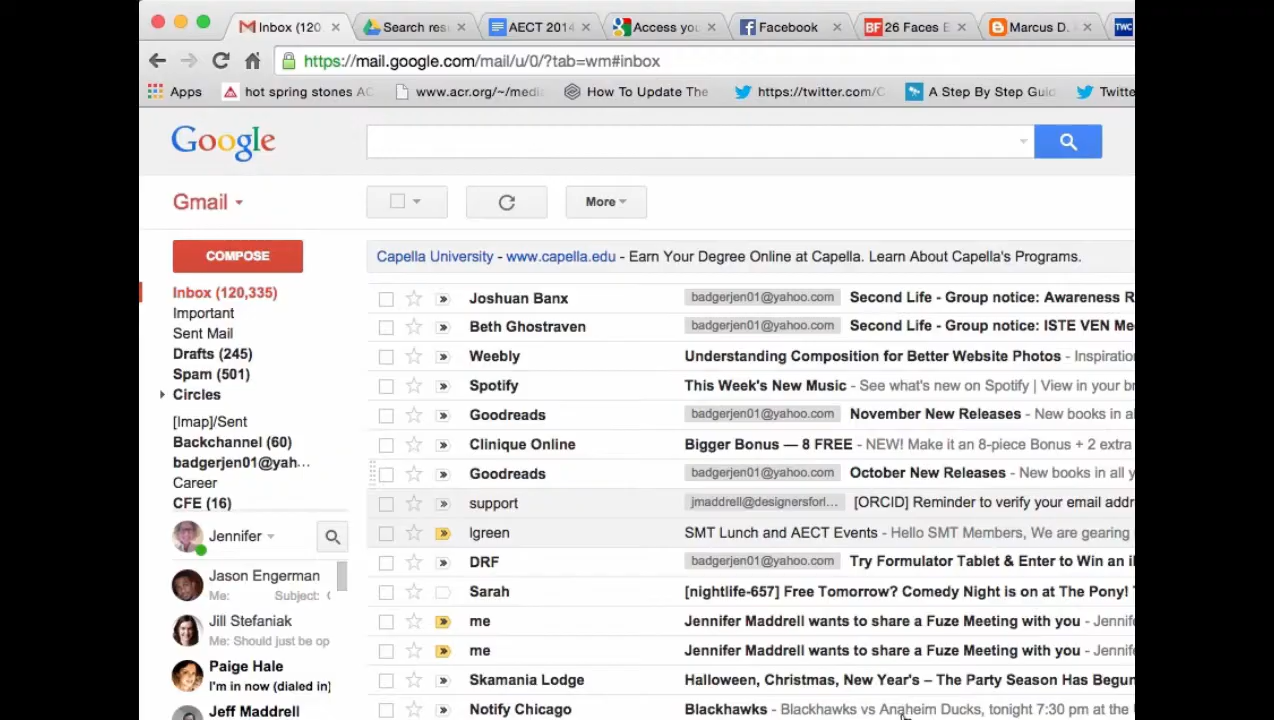 Inbox (120
Search res
AECT 2014
Access you
Facebook
BF 26 Faces E
Marcus D.
TWC
https://mail.google.com/mail/u/0/?tab=wm#inbox
Apps
hot spring stones AC
www.acr.org/~/medi
How To Update The
https://twitter.com/C
A Step By Step Guid
Twitte
Google
Gmail
More
COMPOSE
Capella University - www.capella.edu - Earn Your Degree Online at Capella. Learn About Capella's Programs.
Inbox (120,335)
Important
Sent Mail
Drafts (245)
Spam (501)
Circles
[Imap]/Sent
Backchannel (60)
badgerjen01@yah...
Career
CFE (16)
Jennifer
Jason Engerman
Me: Subject: C
Jill Stefaniak
Me: Should just be op
Paige Hale
I'm in now (dialed in)
Jeff Maddrell
Joshuan Banx badgerjen01@yahoo.com Second Life - Group notice: Awareness R
Beth Ghostraven badgerjen01@yahoo.com Second Life - Group notice: ISTE VEN Me
Weebly Understanding Composition for Better Website Photos - Inspiratio
Spotify This Week's New Music - See what's new on Spotify | View in your br
Goodreads badgerjen01@yahoo.com November New Releases - New books in al
Clinique Online Bigger Bonus — 8 FREE - NEW! Make it an 8-piece Bonus + 2 extra
Goodreads badgerjen01@yahoo.com October New Releases - New books in all y
support jmaddrell@designersforl... [ORCID] Reminder to verify your email addr
lgreen SMT Lunch and AECT Events - Hello SMT Members, We are gearing
DRF badgerjen01@yahoo.com Try Formulator Tablet & Enter to Win an i
Sarah [nightlife-657] Free Tomorrow? Comedy Night is on at The Pony!
me Jennifer Maddrell wants to share a Fuze Meeting with you - Jennife
me Jennifer Maddrell wants to share a Fuze Meeting with you - Jennife
Skamania Lodge Halloween, Christmas, New Year's – The Party Season Has Begun
Notify Chicago Blackhawks - Blackhawks vs Anaheim Ducks, tonight 7:30 pm at the